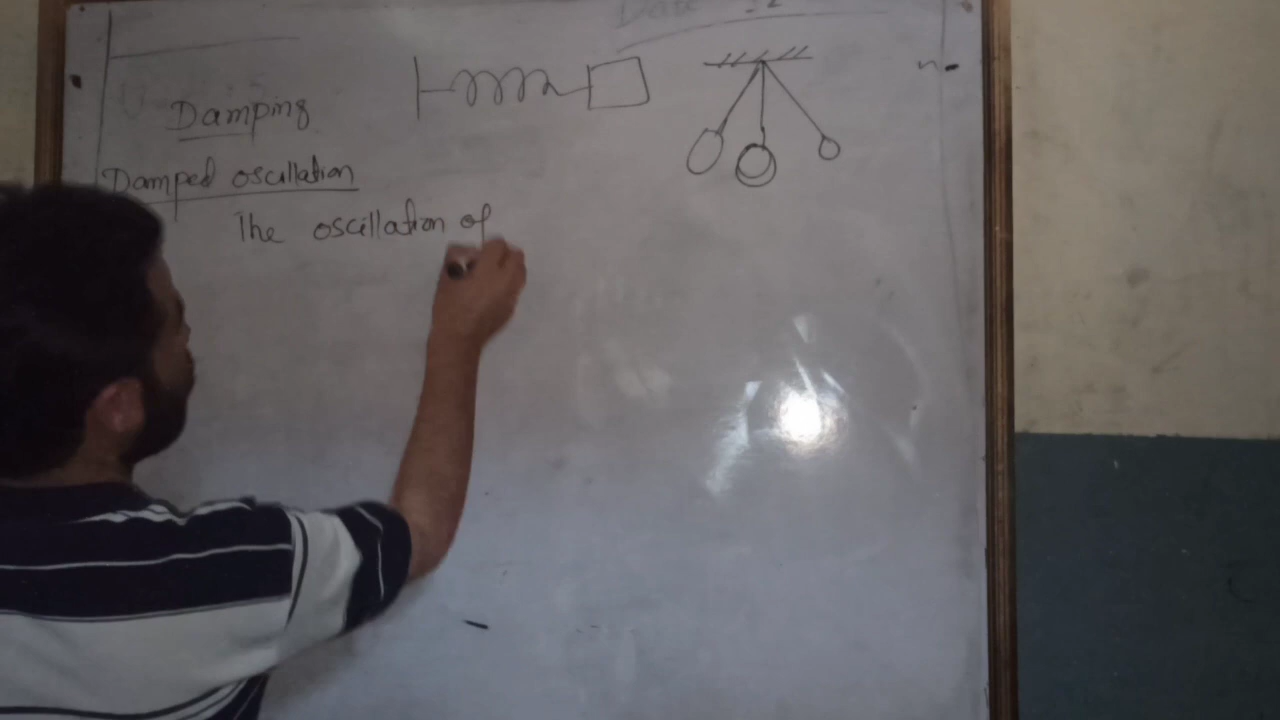 Damping
Damped oscillation
The oscillation of